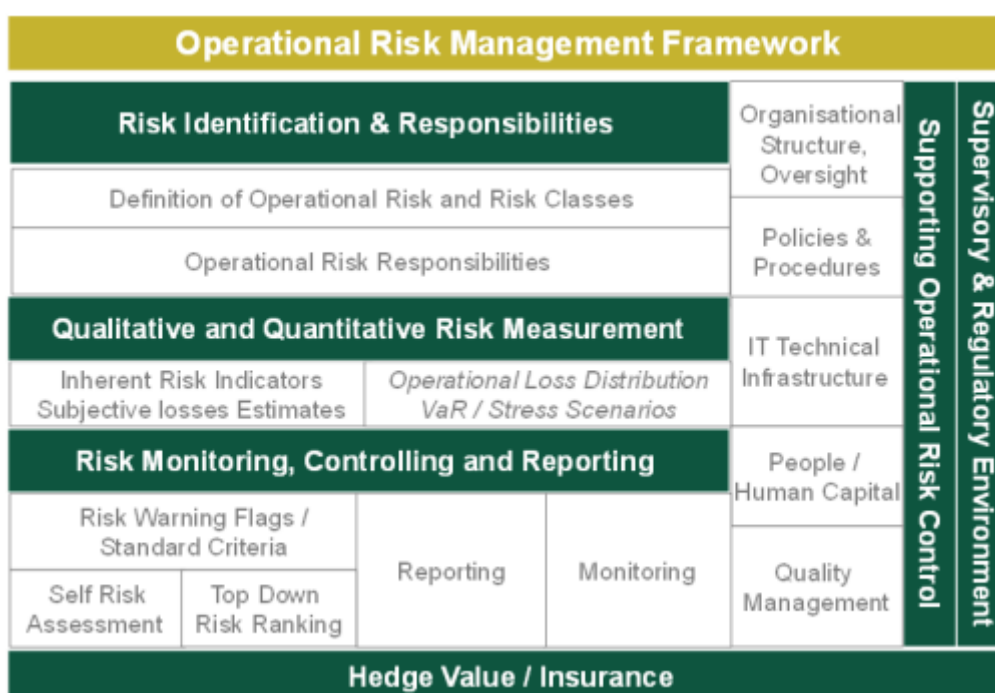 Operational Risk Management Framework
Risk Identification & Responsibilities
Definition of Operational Risk and Risk Classes
Operational Risk Responsibilities
Qualitative and Quantitative Risk Measurement
Inherent Risk Indicators
Subjective losses Estimates
Operational Loss Distribution
VaR / Stress Scenarios
Risk Monitoring, Controlling and Reporting
Risk Warning Flags /
Standard Criteria
Self Risk
Assessment
Top Down
Risk Ranking
Reporting
Monitoring
Organisational
Structure,
Oversight
Policies &
Procedures
IT Technical
Infrastructure
People /
Human Capital
Quality
Management
Supporting Operational Risk Control
Supervisory & Regulatory Environment
Hedge Value / Insurance